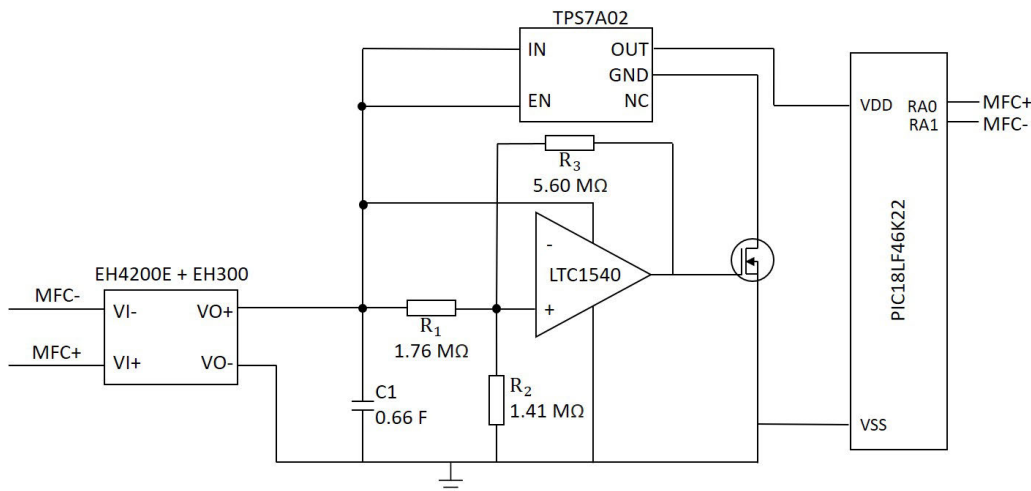 TPS7A02
IN
OUT
GND
EN
NC
VDD
RA0
MFC+
RA1
MFC-
R3
5.60 MΩ
-
LTC1540
+
PIC18LF46K22
EH4200E + EH300
MFC-
VI-
VO+
MFC+
VI+
VO-
R1
1.76 MΩ
C1
0.66 F
R2
1.41 MΩ
VSS